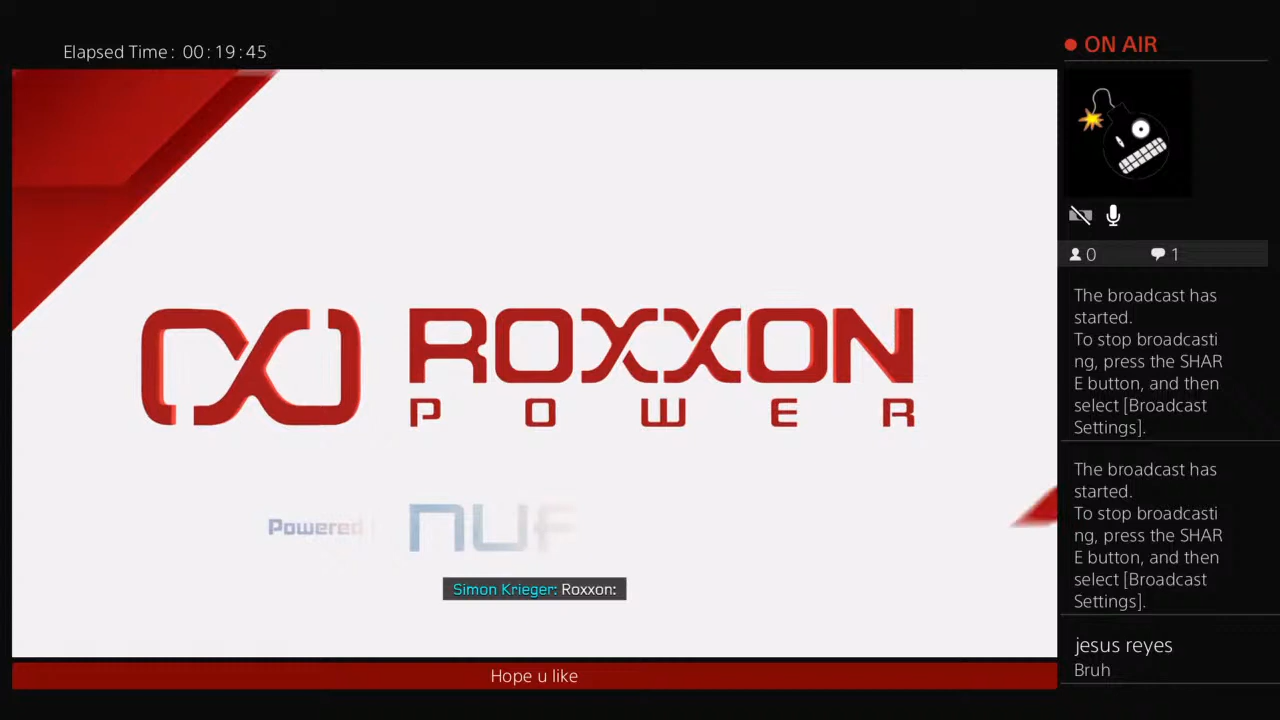 Elapsed Time: 00:19:45
ON AIR
ROXXON
POWER
Powered
Simon Krieger: Roxxon:
Hope u like
0 1
The broadcast has
started.
To stop broadcasti
ng, press the SHAR
E button, and then
select [Broadcast
Settings].
The broadcast has
started.
To stop broadcasti
ng, press the SHAR
E button, and then
select [Broadcast
Settings].
jesus reyes
Bruh